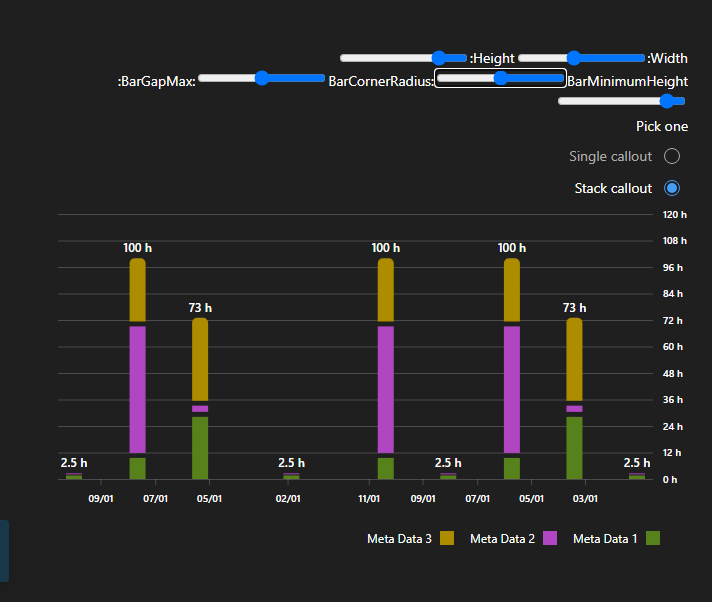 :Height :Width
:BarGapMax: BarCornerRadius: BarMinimumHeight
Pick one
Single callout
Stack callout
120 h
108 h
96 h
84 h
72 h
60 h
48 h
36 h
24 h
12 h
0 h
100 h 100 h 100 h
73 h 73 h
2.5 h 2.5 h 2.5 h 2.5 h
09/01 07/01 05/01 02/01 11/01 09/01 07/01 05/01 03/01
Meta Data 3 Meta Data 2 Meta Data 1